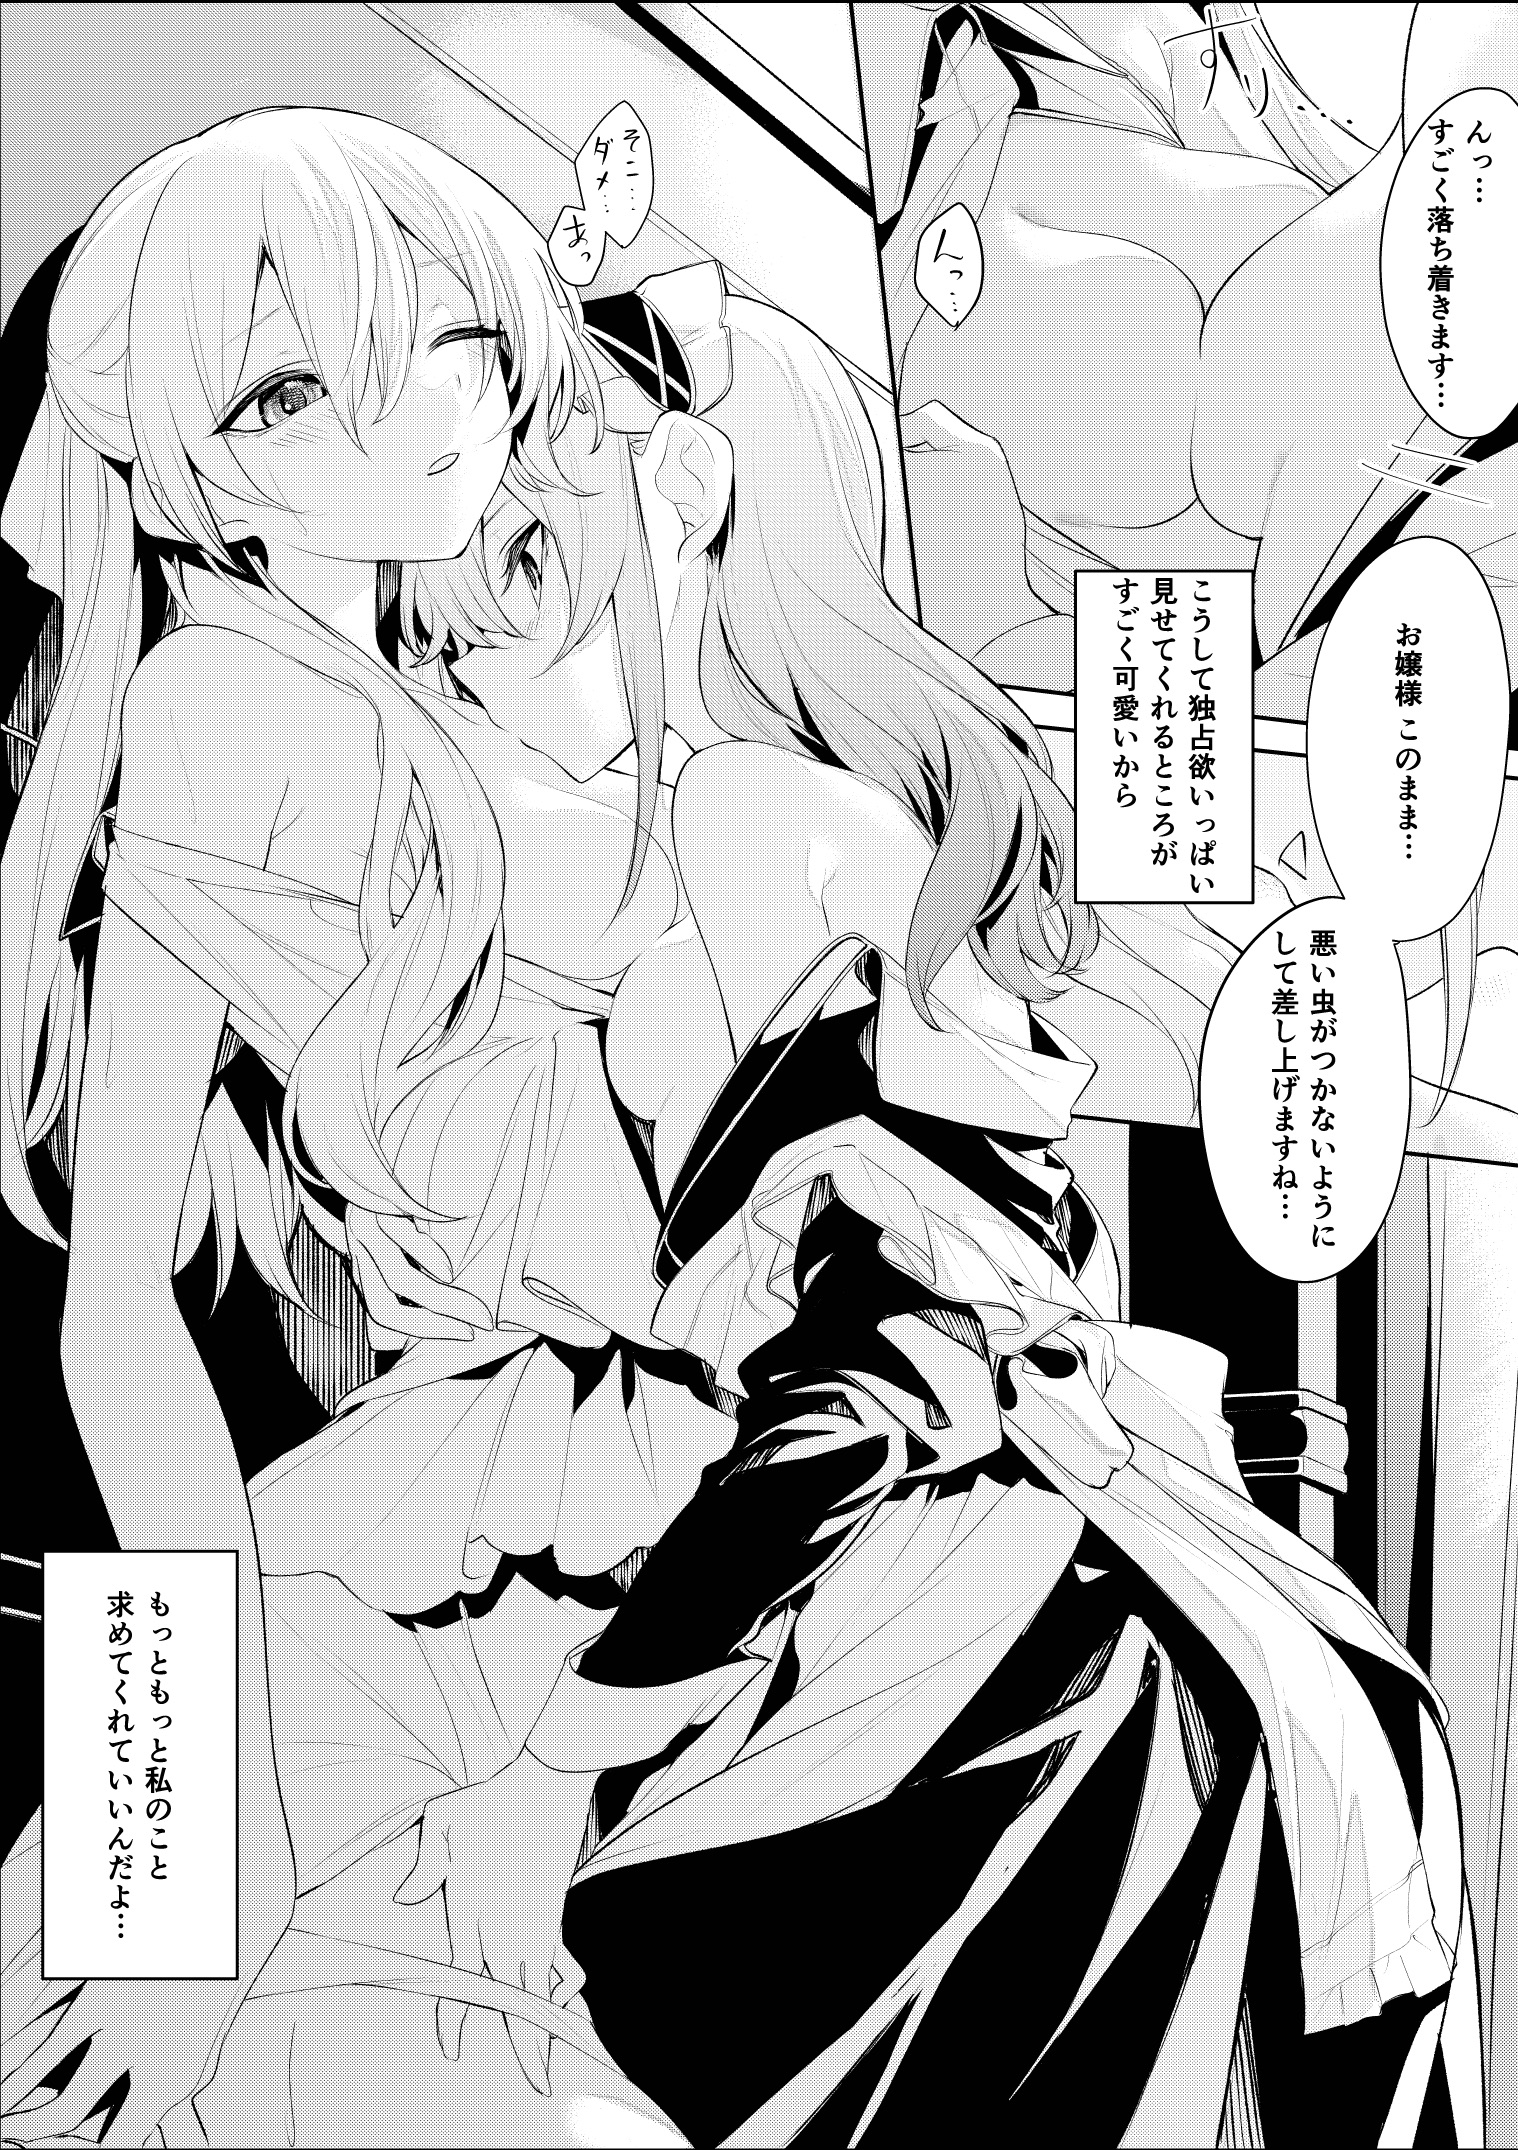 んっ…
すごく落ち着きます…
んっ…
お嬢様 このまま…
悪い虫がつかないように
して差し上げますね…
こうして独占欲いっぱい
見せてくれるところが
すごく可愛いから
そこ…
ダメ…
あっ
もっともっと私のこと
求めてくれていいんだよ…